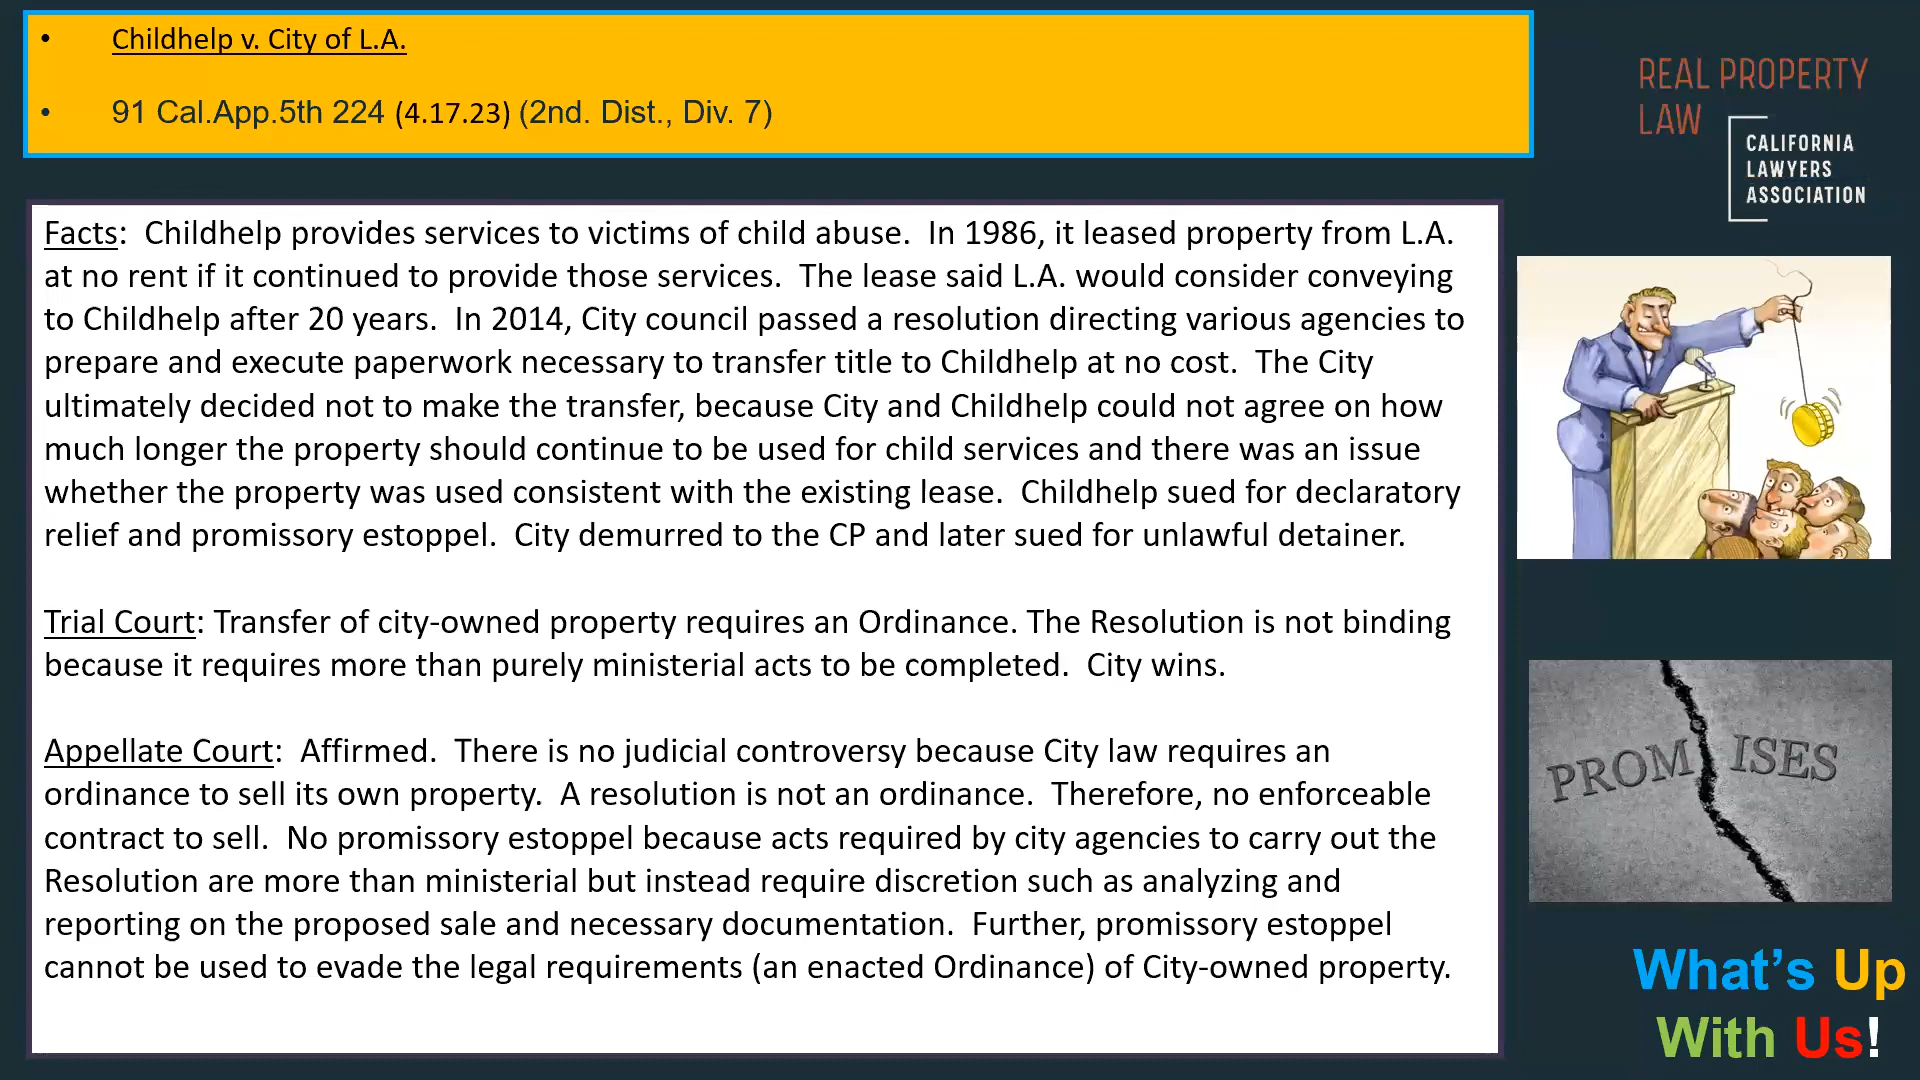 • Childhelp v. City of L.A.
• 91 Cal.App.5th 224 (4.17.23) (2nd. Dist., Div. 7)
REAL PROPERTY
LAW
CALIFORNIA
LAWYERS
ASSOCIATION
Facts:  Childhelp provides services to victims of child abuse.  In 1986, it leased property from L.A.
at no rent if it continued to provide those services.  The lease said L.A. would consider conveying
to Childhelp after 20 years.  In 2014, City council passed a resolution directing various agencies to
prepare and execute paperwork necessary to transfer title to Childhelp at no cost.  The City
ultimately decided not to make the transfer, because City and Childhelp could not agree on how
much longer the property should continue to be used for child services and there was an issue
whether the property was used consistent with the existing lease.  Childhelp sued for declaratory
relief and promissory estoppel.  City demurred to the CP and later sued for unlawful detainer.
Trial Court: Transfer of city-owned property requires an Ordinance. The Resolution is not binding
because it requires more than purely ministerial acts to be completed.  City wins.
Appellate Court:  Affirmed.  There is no judicial controversy because City law requires an
ordinance to sell its own property.  A resolution is not an ordinance.  Therefore, no enforceable
contract to sell.  No promissory estoppel because acts required by city agencies to carry out the
Resolution are more than ministerial but instead require discretion such as analyzing and
reporting on the proposed sale and necessary documentation.  Further, promissory estoppel
cannot be used to evade the legal requirements (an enacted Ordinance) of City-owned property.
PROMISES
What's Up
With Us!